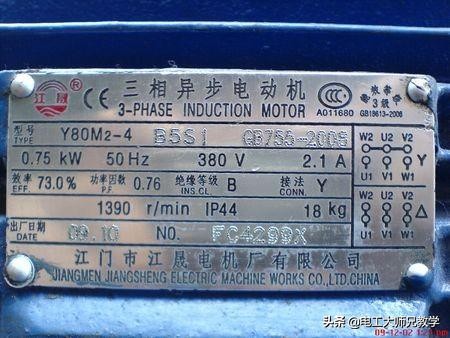 江晟 ® CE 三相异步电动机 CCC 效率 3级
3-PHASE INDUCTION MOTOR A011680 GB18613-2006
型号 TYPE Y80M2-4 B5S1 GB755-2008 W2 U2 V2
0.75 kW 50 Hz 380 V 2.1 A Y
效率 EFF 73.0% 功率因数 P.F. 0.76 绝缘等级 INS.CL. B 接法 CONN. Y U1 V1 W1
1390 r/min IP44 18 kg W2 U2 V2
出厂日期 DATE 09.10 NO. FC4299X △
江门市江晟电机厂有限公司 U1 V1 W1
JIANGMEN JIANGSHENG ELECTRIC MACHINE WORKS CO.,LTD.CHINA
头条 @电工大师兄教学